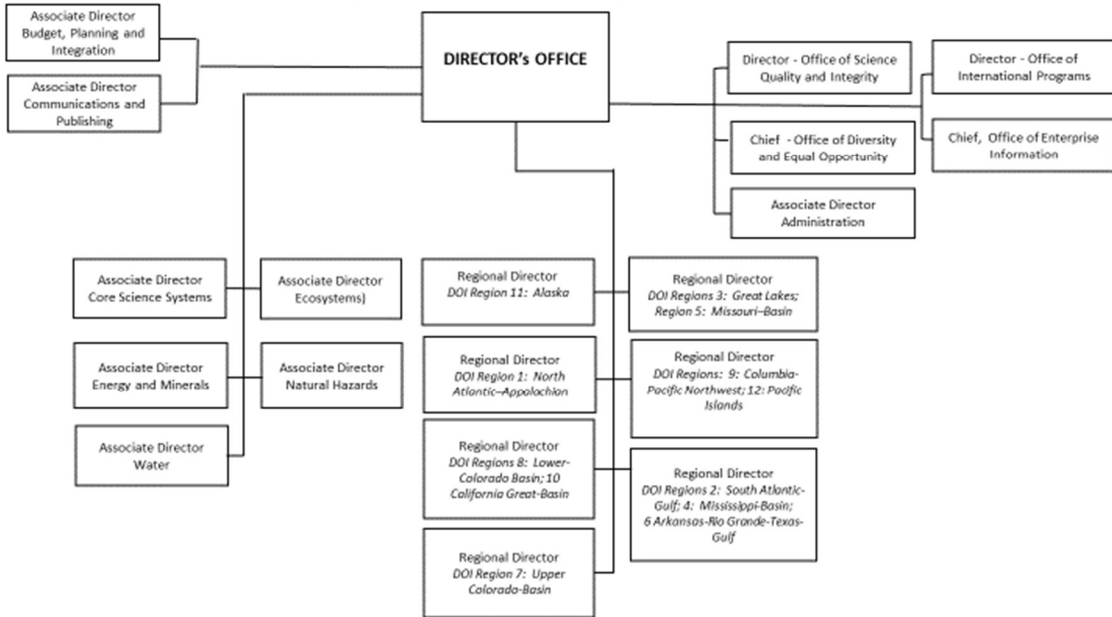 Associate Director
Budget, Planning and
Integration
Associate Director
Communications and
Publishing
DIRECTOR's OFFICE
Director - Office of Science
Quality and Integrity
Director - Office of
International Programs
Chief - Office of Diversity
and Equal Opportunity
Chief, Office of Enterprise
Information
Associate Director
Administration
Associate Director
Core Science Systems
Associate Director
Ecosystems)
Associate Director
Energy and Minerals
Associate Director
Natural Hazards
Associate Director
Water
Regional Director
DOI Region 11: Alaska
Regional Director
DOI Regions 3: Great Lakes;
Region 5: Missouri–Basin
Regional Director
DOI Region 1: North
Atlantic–Appolachian
Regional Director
DOI Regions: 9: Columbia-
Pacific Northwest; 12: Pacific
Islands
Regional Director
DOI Regions 8: Lower-
Colorado Basin; 10
California Great-Basin
Regional Director
DOI Regions 2: South Atlantic-
Gulf; 4: Mississippi-Basin;
6 Arkansas-Rio Grande-Texas-
Gulf
Regional Director
DOI Region 7: Upper
Colorado-Basin